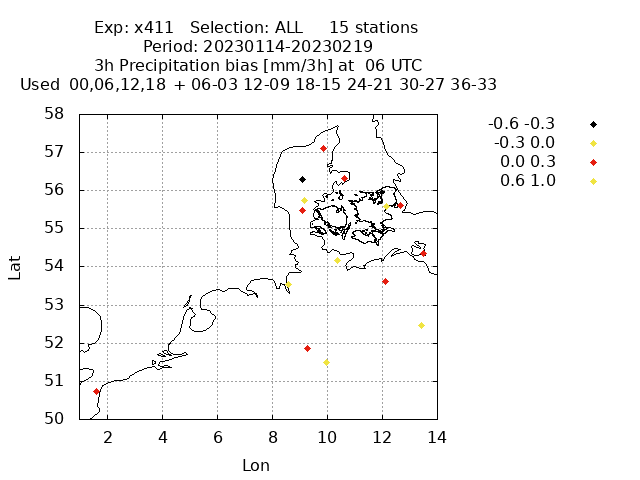 Exp: x411   Selection: ALL     15 stations
Period: 20230114-20230219
3h Precipitation bias [mm/3h] at  06 UTC
Used  00,06,12,18  + 06-03 12-09 18-15 24-21 30-27 36-33
-0.6 -0.3
-0.3 0.0
0.0 0.3
0.6 1.0
58
57
56
55
54
53
52
51
50
Lat
2 4 6 8 10 12 14
Lon